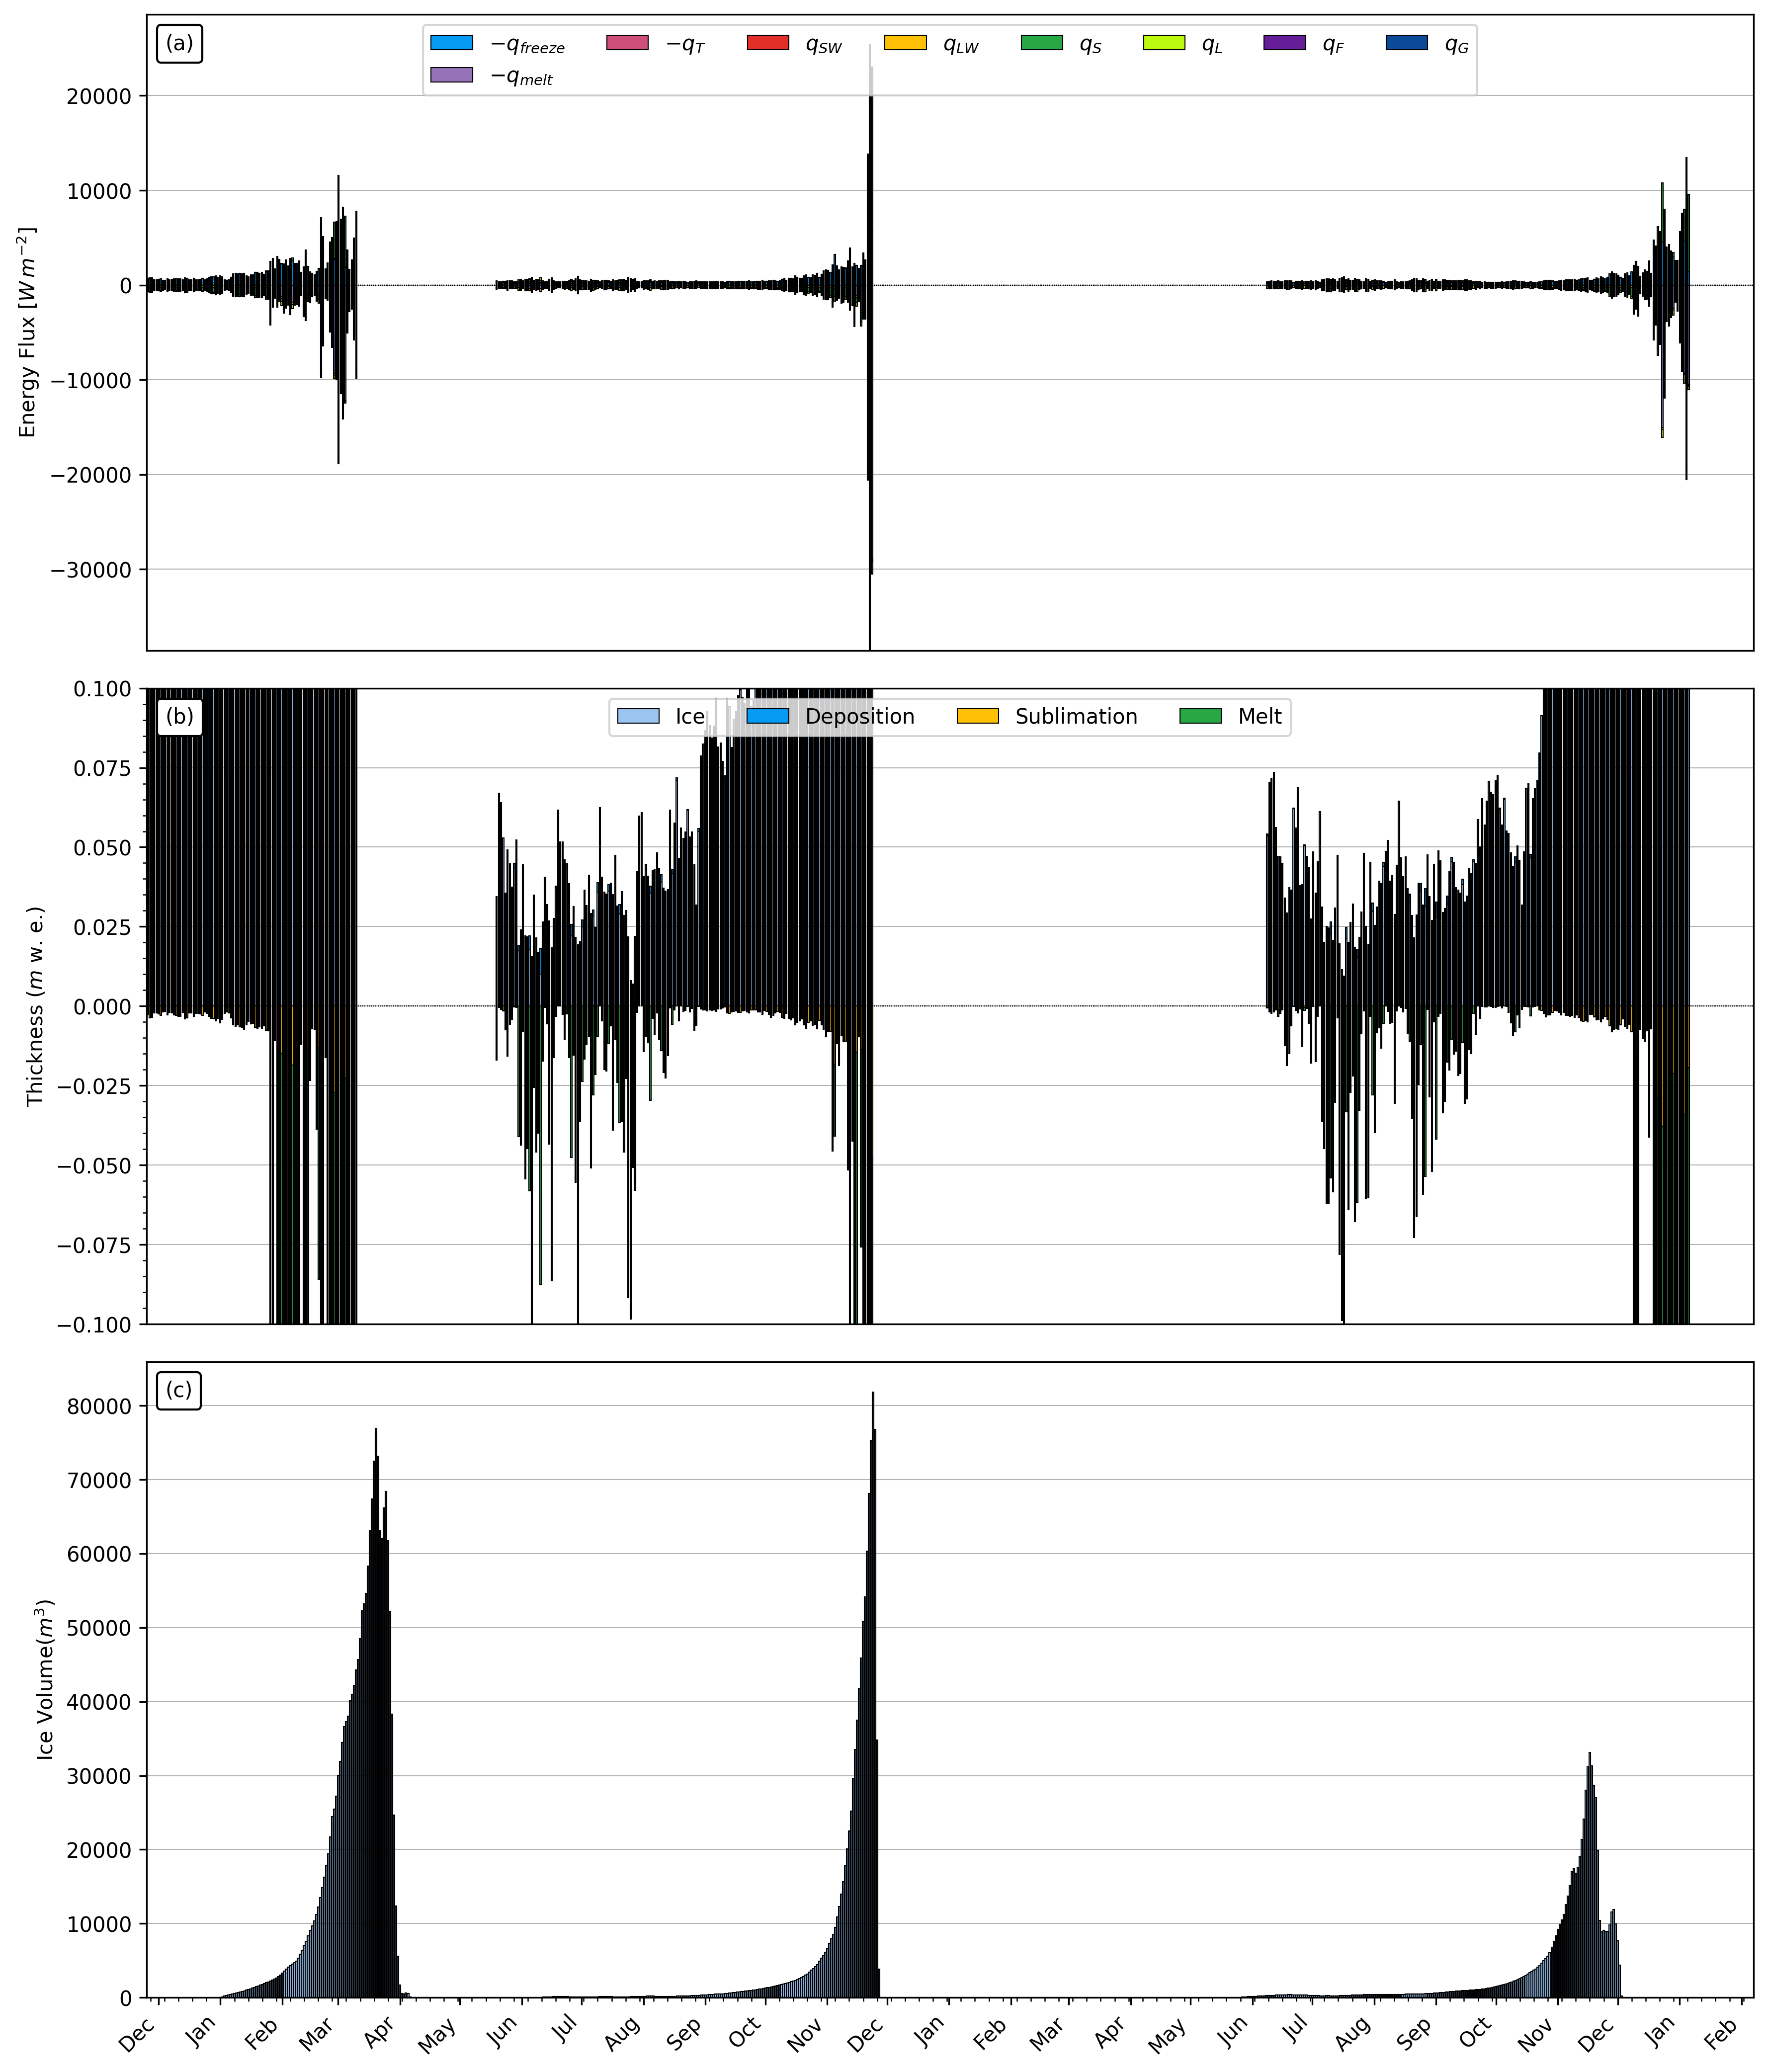 (a)
−q_freeze −q_T q_SW q_LW q_S q_L q_F q_G
−q_melt
Energy Flux [W m^−2]
20000
10000
0
−10000
−20000
−30000
(b)
Ice Deposition Sublimation Melt
Thickness (m w. e.)
0.100
0.075
0.050
0.025
0.000
−0.025
−0.050
−0.075
−0.100
(c)
Ice Volume(m^3)
80000
70000
60000
50000
40000
30000
20000
10000
0
Dec Jan Feb Mar Apr May Jun Jul Aug Sep Oct Nov Dec Jan Feb Mar Apr May Jun Jul Aug Sep Oct Nov Dec Jan Feb